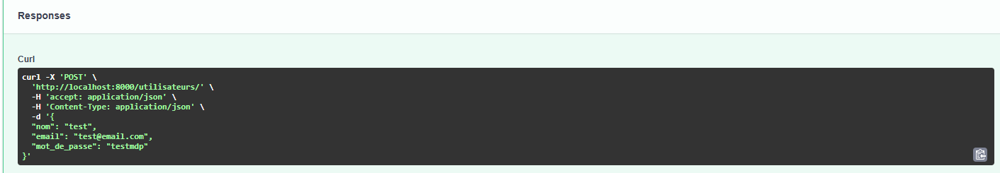 Responses
Curl
curl -X 'POST' \
  'http://localhost:8000/utilisateurs/' \
  -H 'accept: application/json' \
  -H 'Content-Type: application/json' \
  -d '{
  "nom": "test",
  "email": "test@email.com",
  "mot_de_passe": "testmdp"
}'